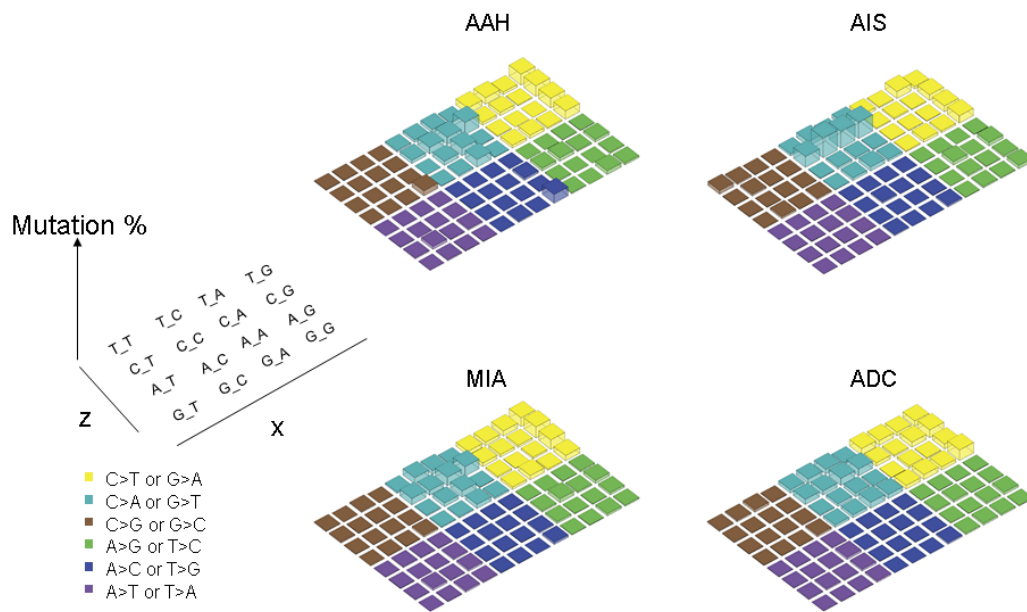 AAH
AIS
Mutation %
T_T T_C T_A T_G
C_T C_C C_A C_G
A_T A_C A_A A_G
G_T G_C G_A G_G
z
x
MIA
ADC
C>T or G>A
C>A or G>T
C>G or G>C
A>G or T>C
A>C or T>G
A>T or T>A